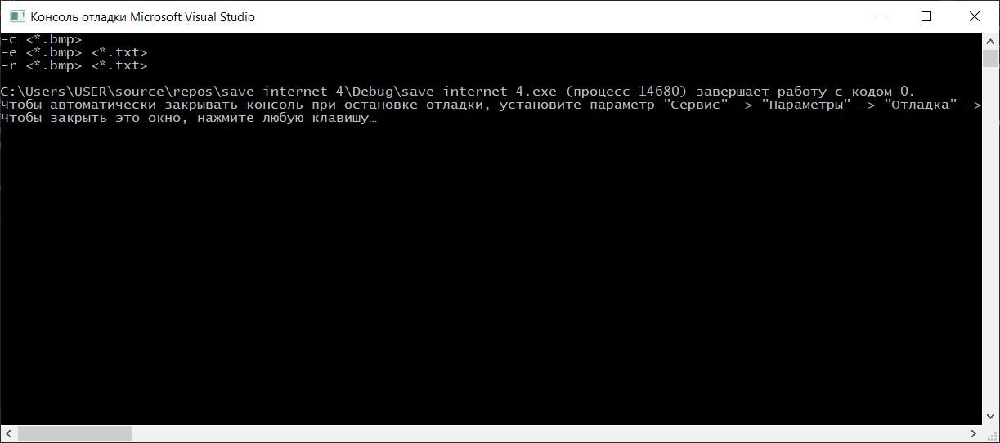 Консоль отладки Microsoft Visual Studio
-c <*.bmp>
-e <*.bmp> <*.txt>
-r <*.bmp> <*.txt>
C:\Users\USER\source\repos\save_internet_4\Debug\save_internet_4.exe (процесс 14680) завершает работу с кодом 0.
Чтобы автоматически закрывать консоль при остановке отладки, установите параметр "Сервис" -> "Параметры" -> "Отладка" ->
Чтобы закрыть это окно, нажмите любую клавишу…